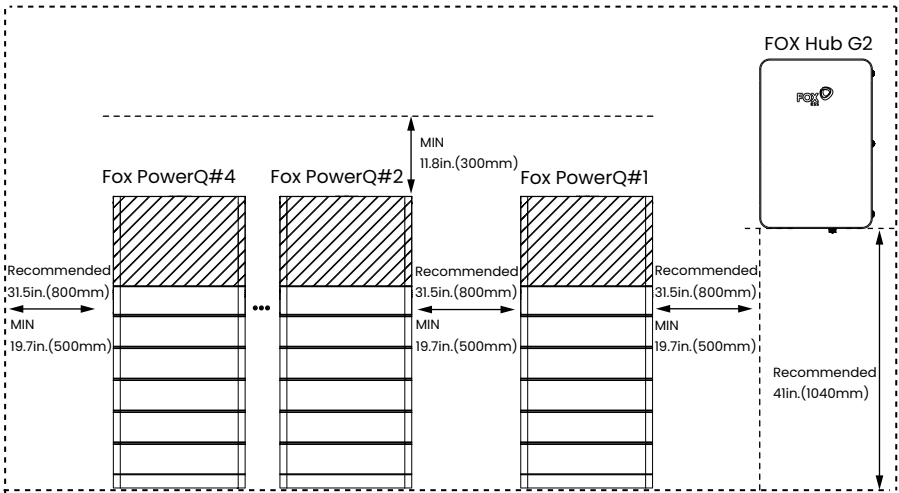 FOX Hub G2
FOX
ESS
MIN
11.8in.(300mm)
Fox PowerQ#4
Fox PowerQ#2
Fox PowerQ#1
Recommended
31.5in.(800mm)
MIN
19.7in.(500mm)
•••
Recommended
31.5in.(800mm)
MIN
19.7in.(500mm)
Recommended
31.5in.(800mm)
MIN
19.7in.(500mm)
Recommended
41in.(1040mm)